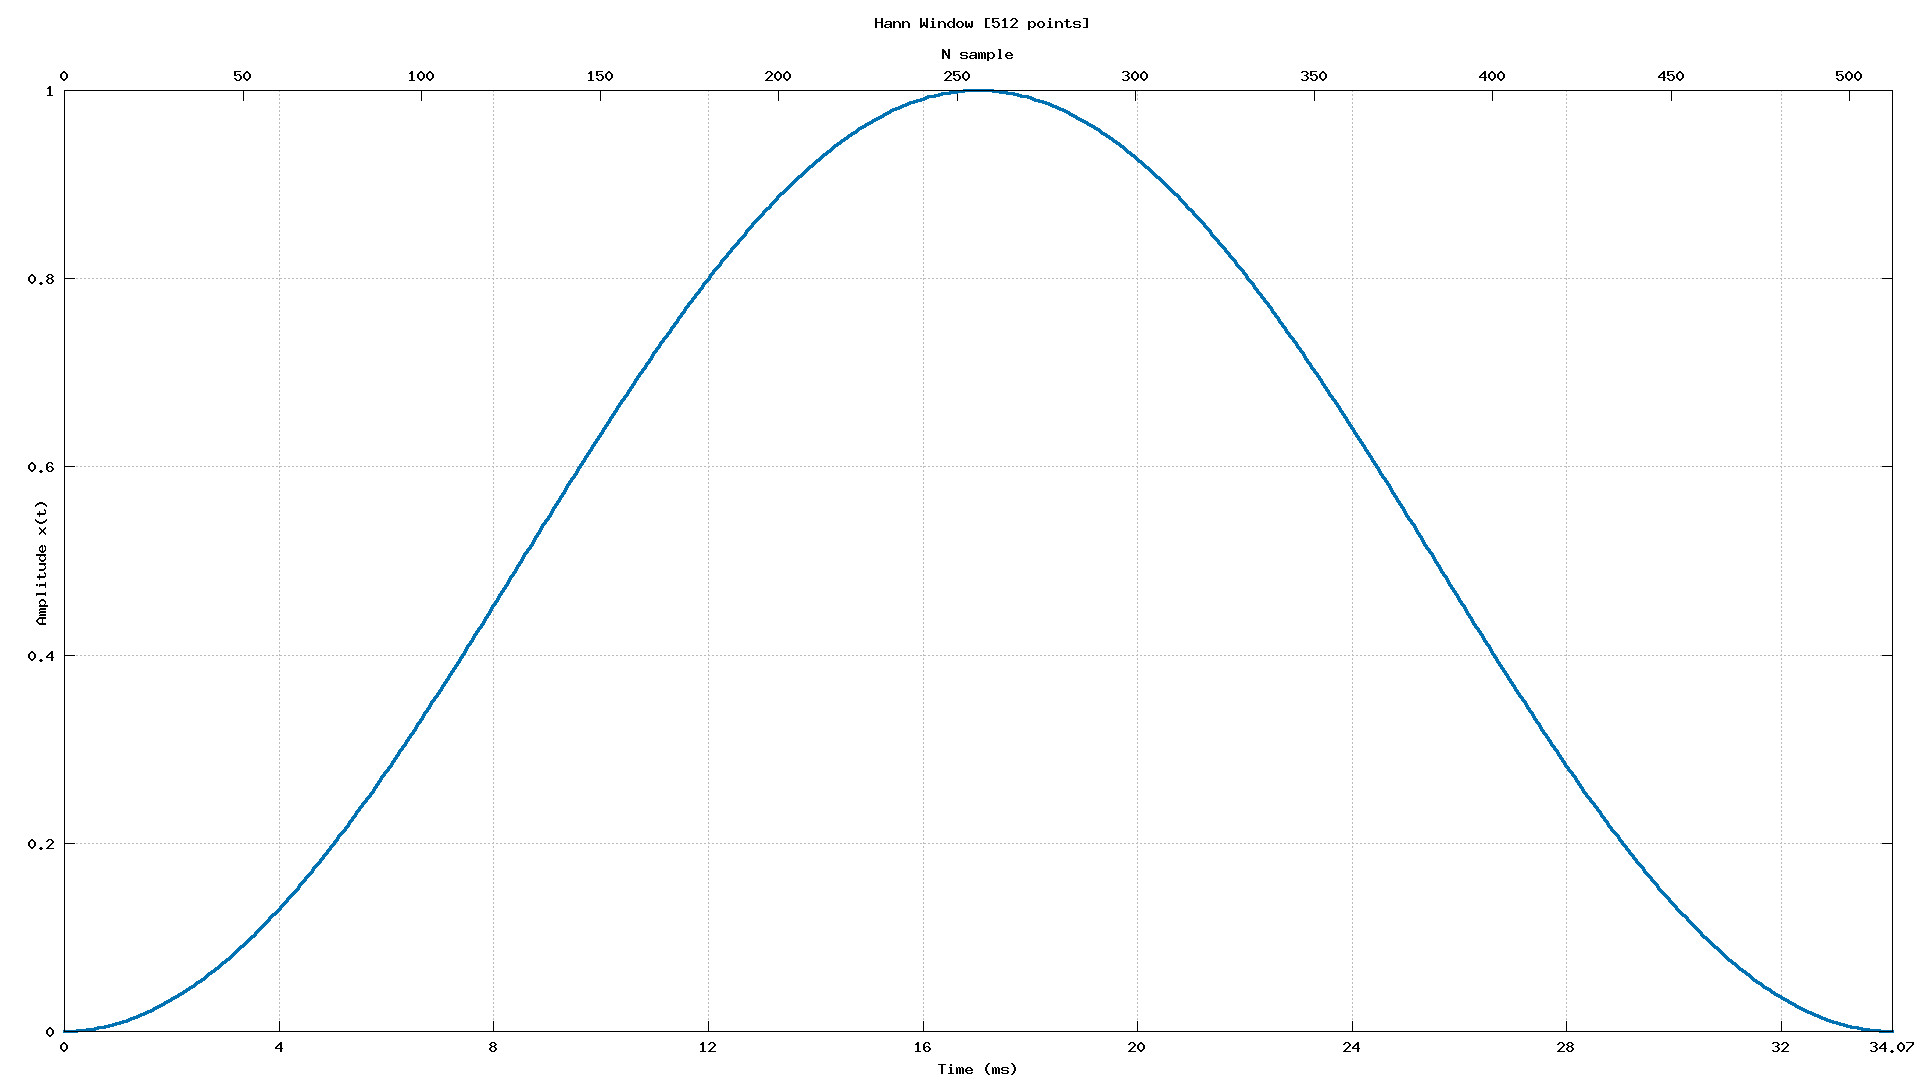 Hann Window [512 points]
N sample
0 50 100 150 200 250 300 350 400 450 500
1
0.8
0.6
Amplitude x(t)
0.4
0.2
0
0 4 8 12 16 20 24 28 32 34.07
Time (ms)